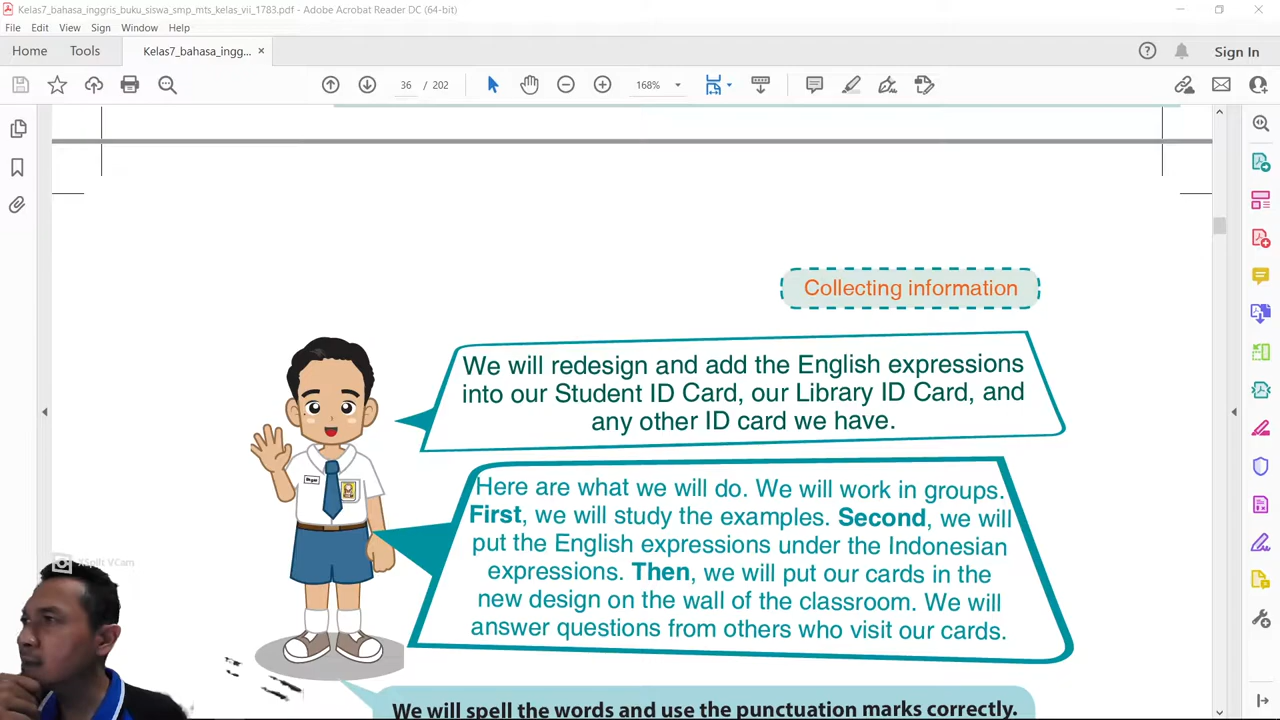 Kelas7_bahasa_inggris_buku_siswa_smp_mts_kelas_vii_1783.pdf - Adobe Acrobat Reader DC (64-bit)
File Edit View Sign Window Help
Home Tools Kelas7_bahasa_ingg... Sign In
36 / 202 168%
Collecting information
We will redesign and add the English expressions
into our Student ID Card, our Library ID Card, and
any other ID card we have.
Here are what we will do. We will work in groups.
First, we will study the examples. Second, we will
put the English expressions under the Indonesian
expressions. Then, we will put our cards in the
new design on the wall of the classroom. We will
answer questions from others who visit our cards.
XSplit VCam
We will spell the words and use the punctuation marks correctly.